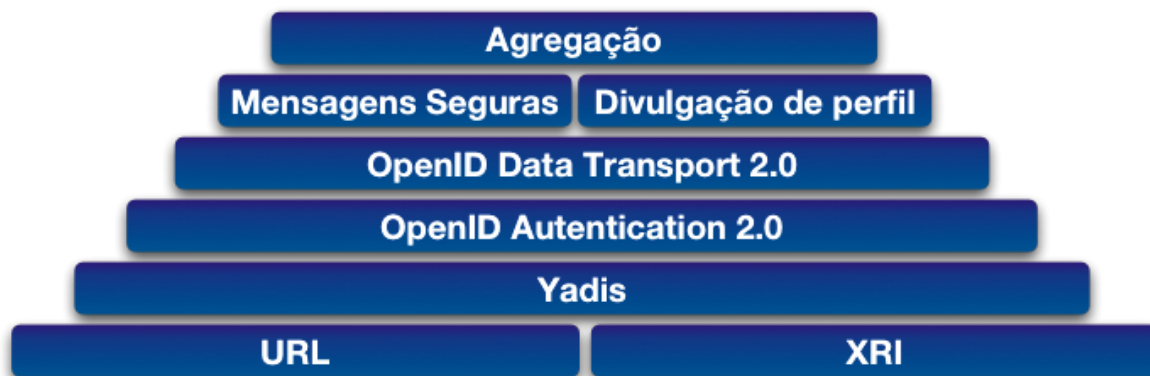 Agregação
Mensagens Seguras Divulgação de perfil
OpenID Data Transport 2.0
OpenID Autentication 2.0
Yadis
URL XRI